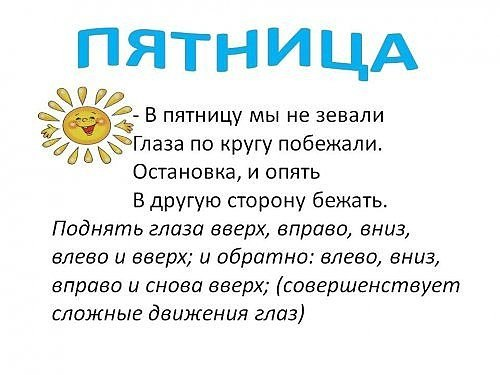 ПЯТНИЦА
- В пятницу мы не зевали
Глаза по кругу побежали.
Остановка, и опять
В другую сторону бежать.
Поднять глаза вверх, вправо, вниз,
влево и вверх; и обратно: влево, вниз,
вправо и снова вверх; (совершенствует
сложные движения глаз)